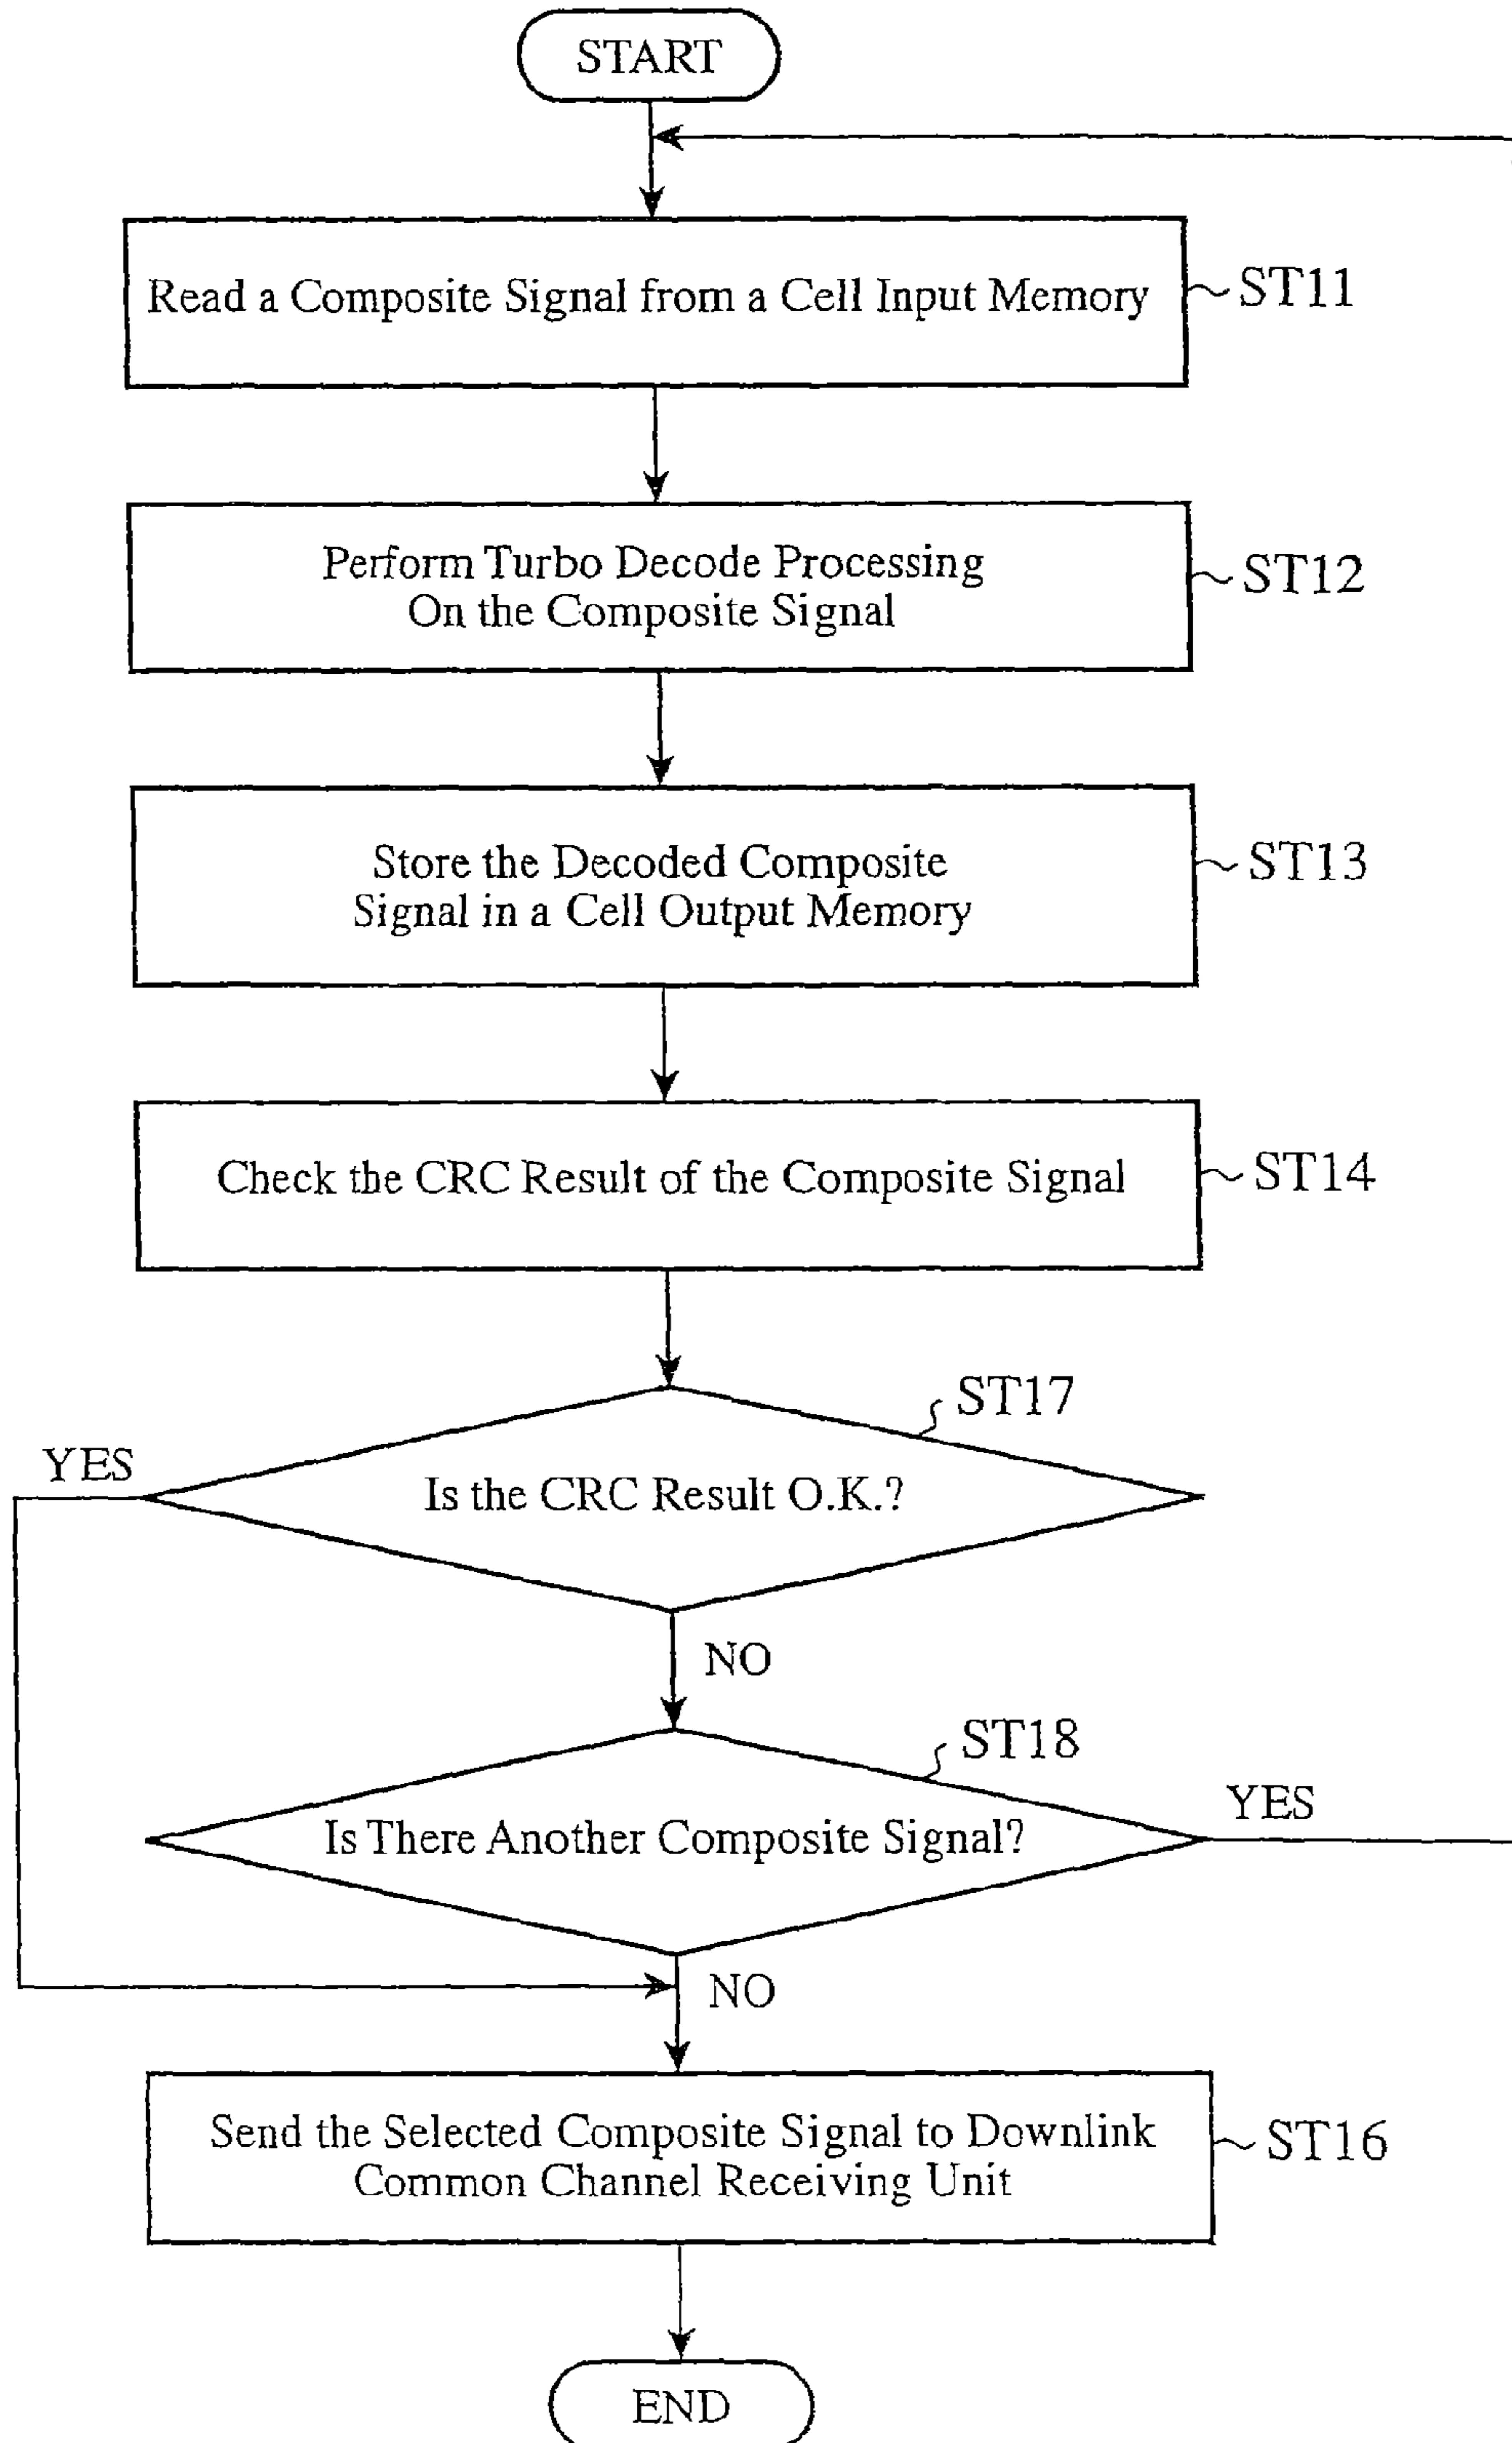 START
Read a Composite Signal from a Cell Input Memory
ST11
Perform Turbo Decode Processing
On the Composite Signal
ST12
Store the Decoded Composite
Signal in a Cell Output Memory
ST13
Check the CRC Result of the Composite Signal
ST14
ST17
YES
Is the CRC Result O.K.?
NO
ST18
YES
Is There Another Composite Signal?
NO
Send the Selected Composite Signal to Downlink
Common Channel Receiving Unit
ST16
END